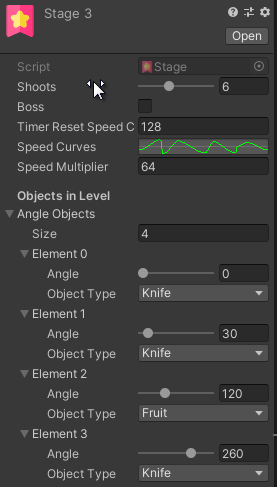 Stage 3
Open
Script Stage
Shoots 6
Boss
Timer Reset Speed C 128
Speed Curves
Speed Multiplier 64
Objects in Level
Angle Objects
Size 4
Element 0
Angle 0
Object Type Knife
Element 1
Angle 30
Object Type Knife
Element 2
Angle 120
Object Type Fruit
Element 3
Angle 260
Object Type Knife